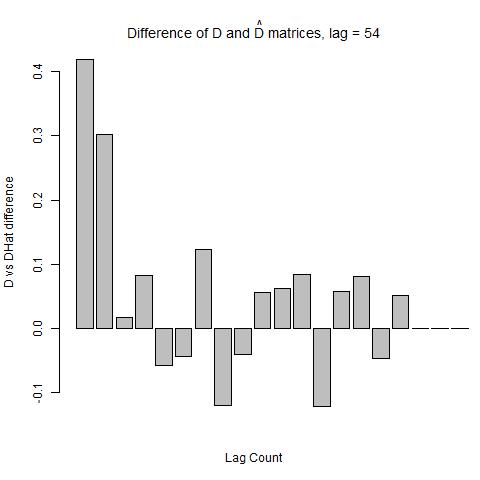 Difference of D and D̂ matrices, lag = 54
0.4
0.3
0.2
0.1
0.0
-0.1
D vs DHat difference
Lag Count